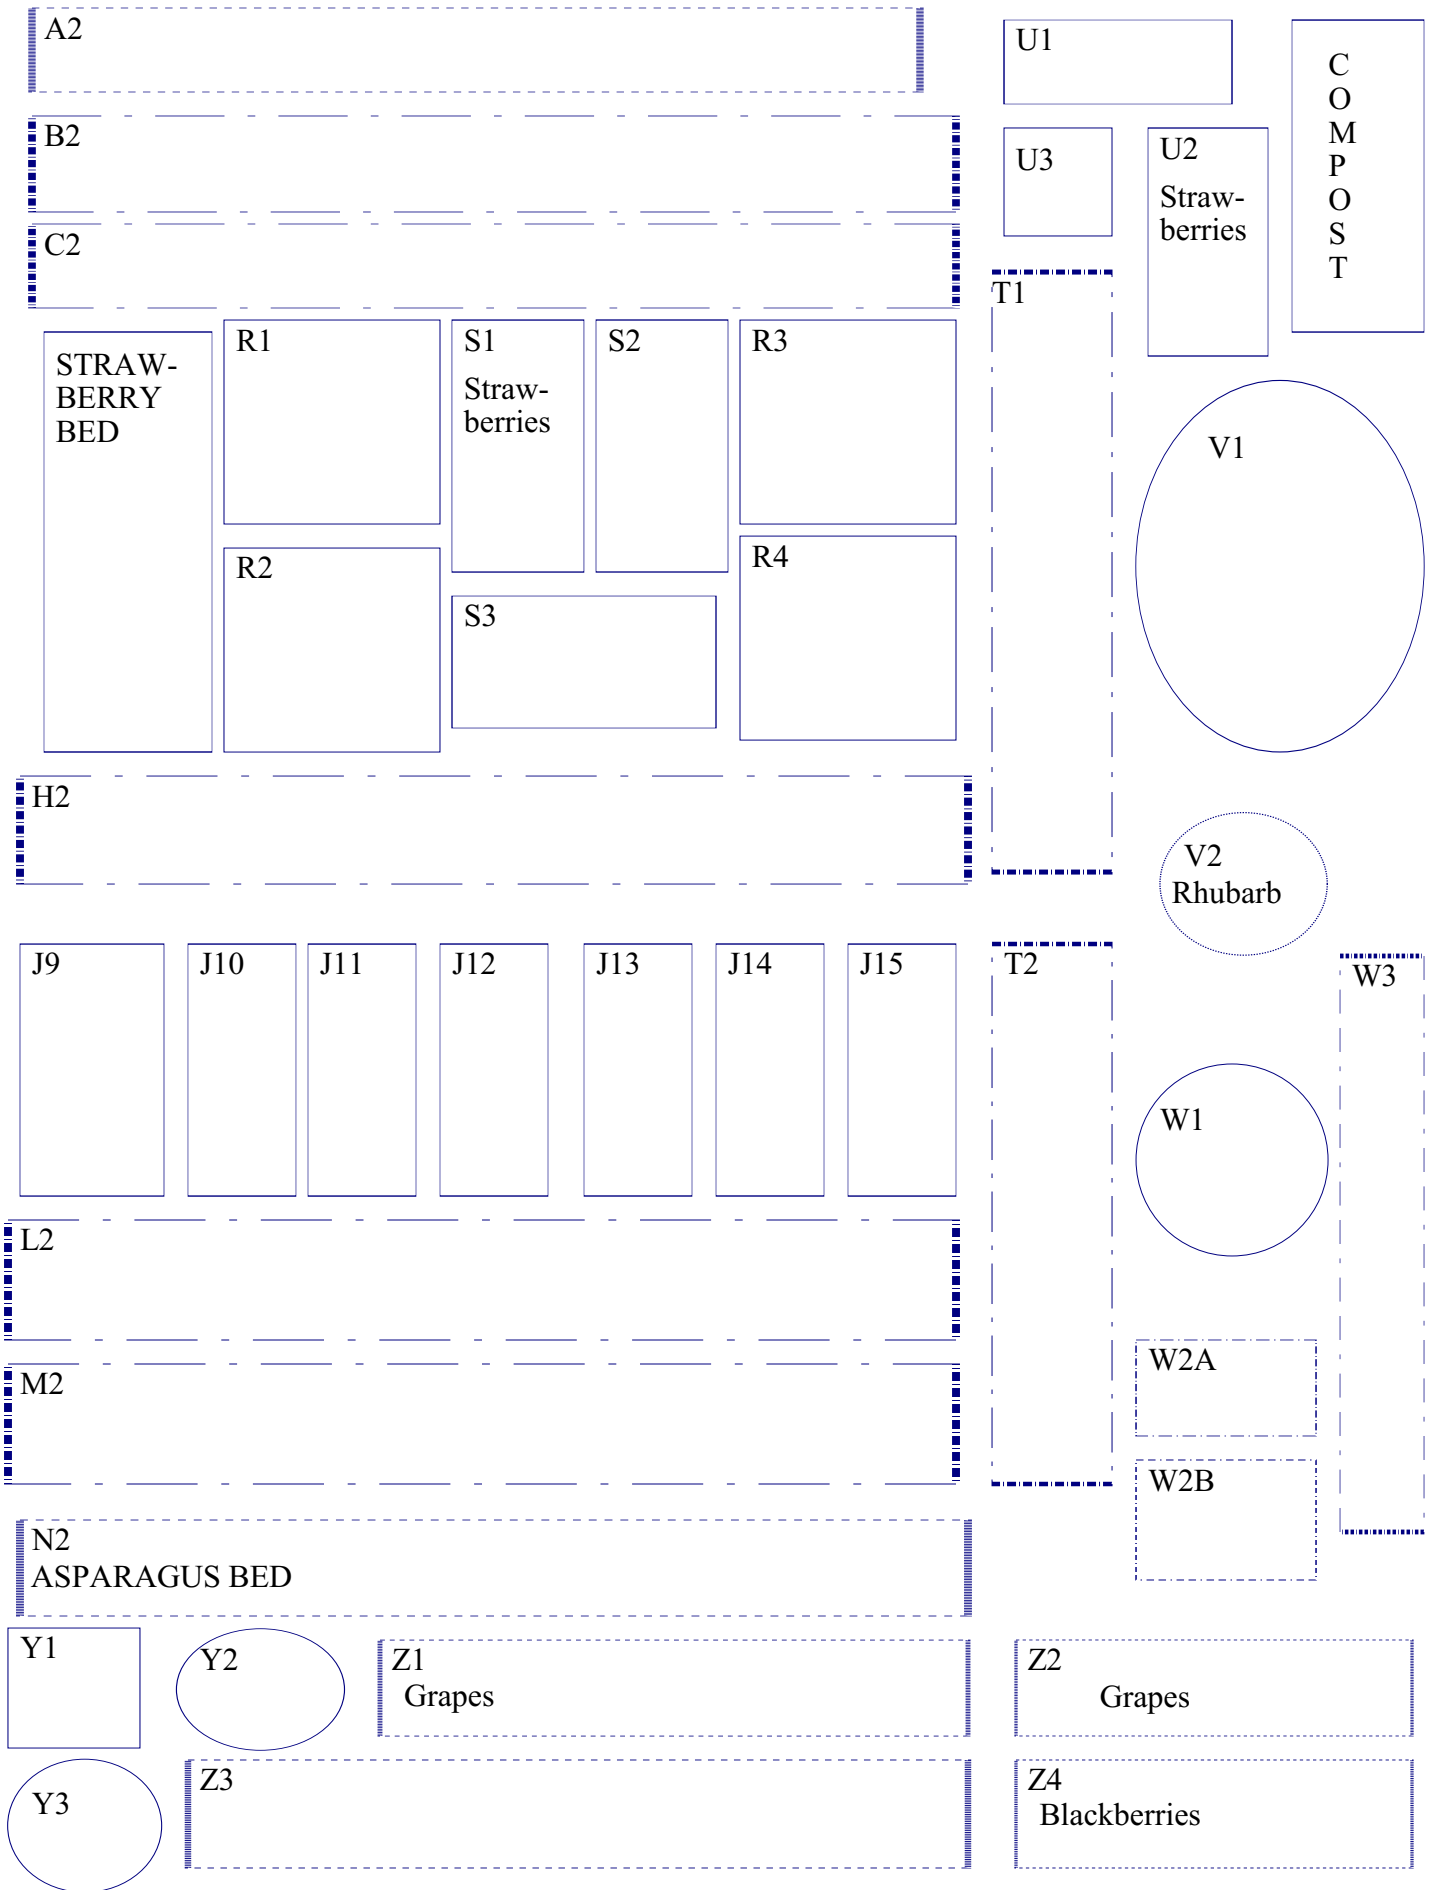 A2
U1
C
O
M
P
O
S
T
B2
U3
U2
Straw-
berries
C2
T1
STRAW-
BERRY
BED
R1
S1
Straw-
berries
S2
R3
V1
R2
R4
S3
H2
V2
Rhubarb
J9
J10
J11
J12
J13
J14
J15
T2
W3
W1
L2
W2A
M2
W2B
N2
ASPARAGUS BED
Y1
Y2
Z1
Grapes
Z2
Grapes
Y3
Z3
Z4
Blackberries